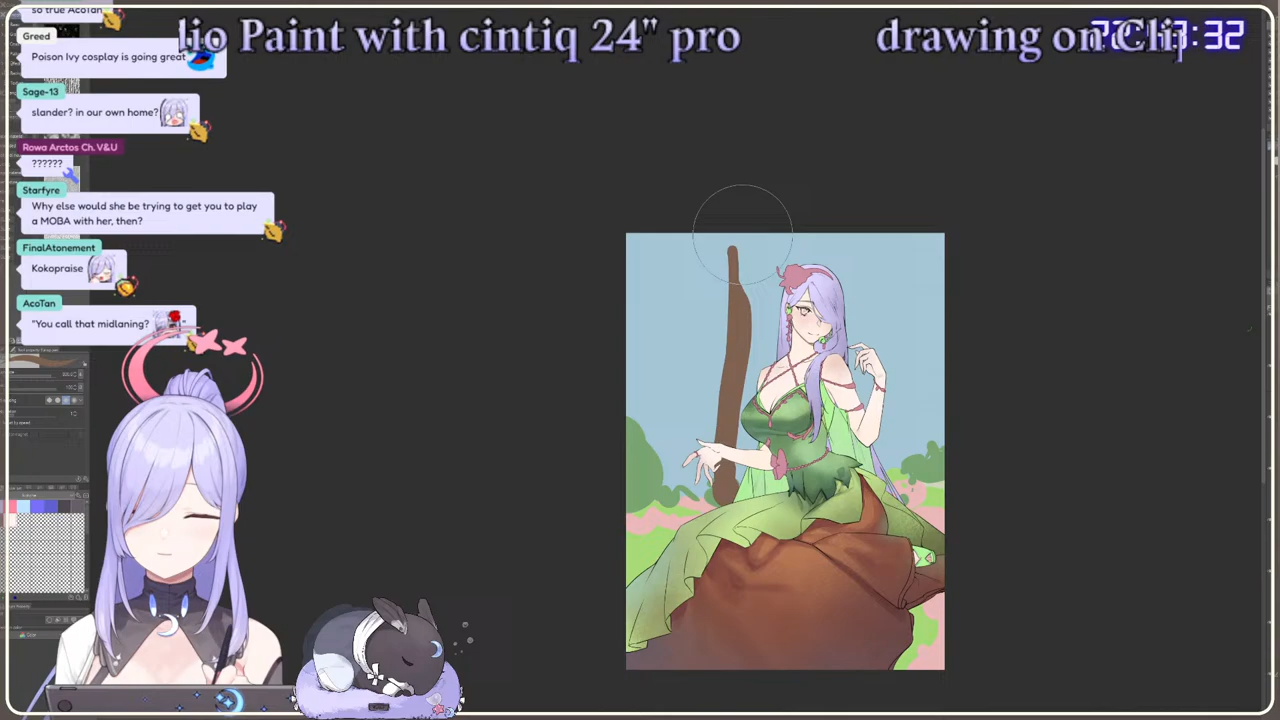 so true AcoTan
lio Paint with cintiq 24" pro
drawing on Clip
Greed
Poison Ivy cosplay is going great
Sage-13
slander? in our own home?
Rowa Arctos Ch. V&U
??????
Starfyre
Why else would she be trying to get you to play
a MOBA with her, then?
FinalAtonement
Kokopraise
AcoTan
"You call that midlaning? "